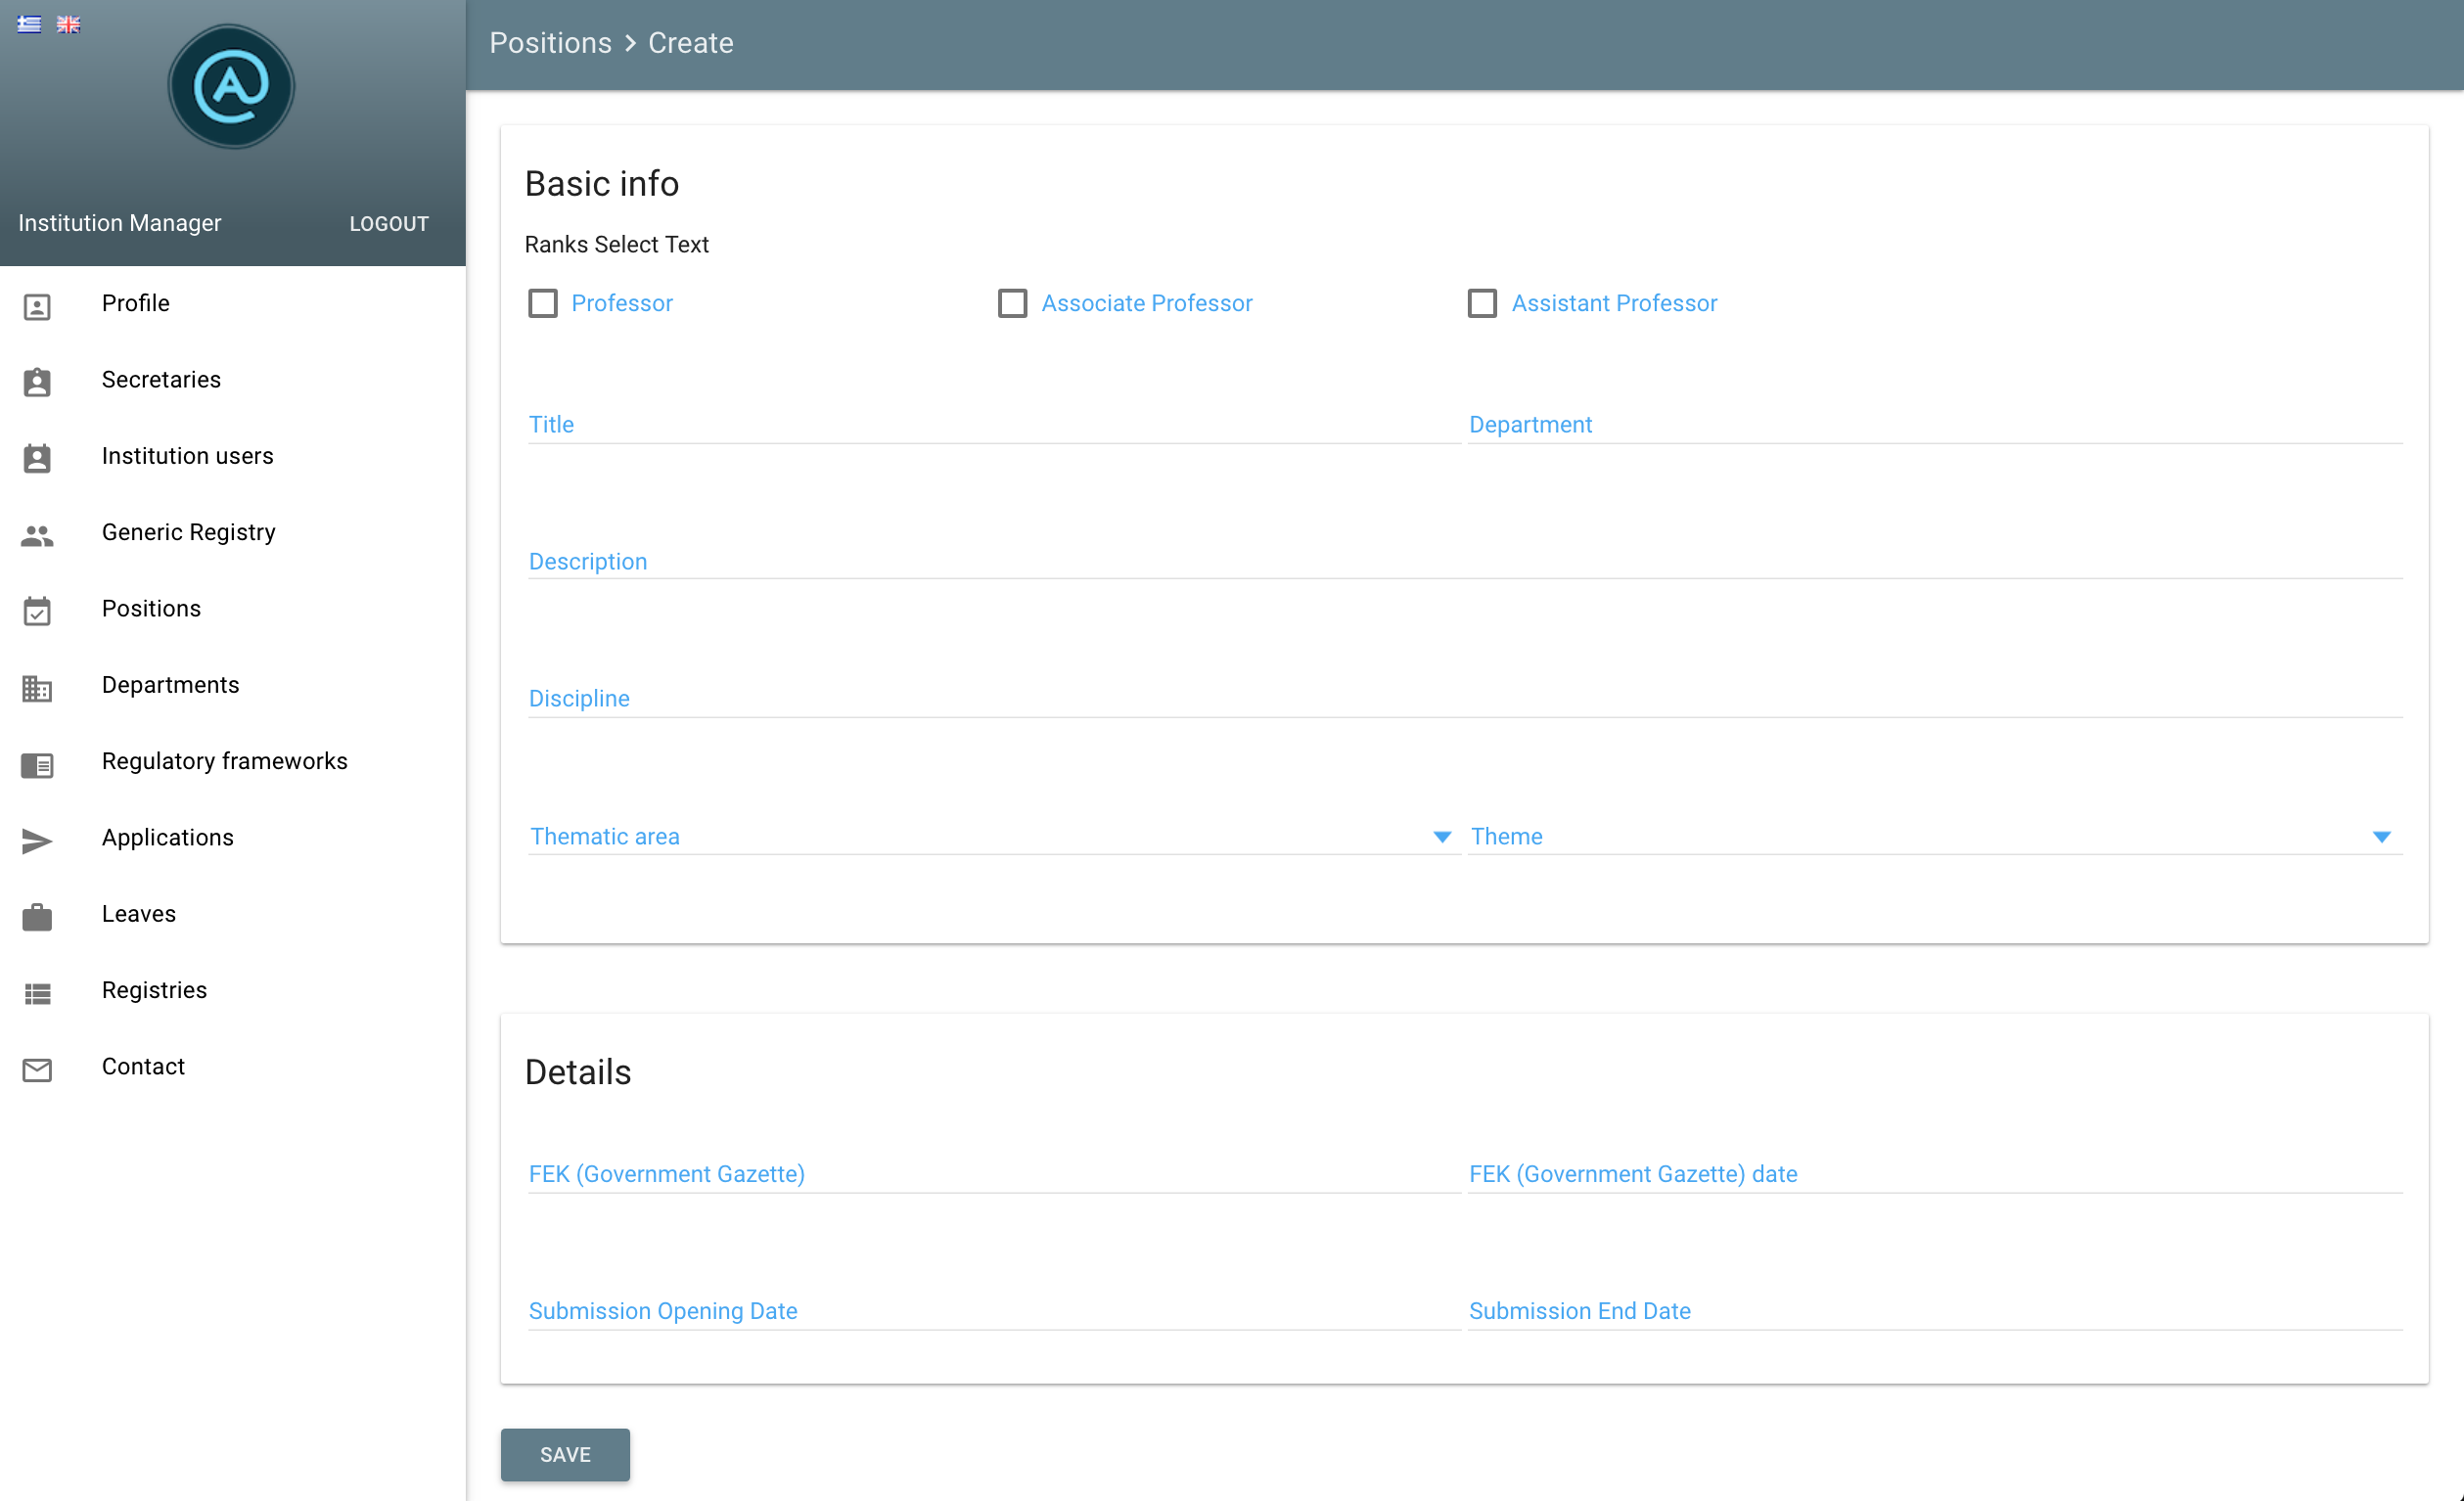 Positions > Create
Institution Manager LOGOUT
Profile
Secretaries
Institution users
Generic Registry
Positions
Departments
Regulatory frameworks
Applications
Leaves
Registries
Contact
Basic info
Ranks Select Text
Professor Associate Professor Assistant Professor
Title Department
Description
Discipline
Thematic area Theme
Details
FEK (Government Gazette) FEK (Government Gazette) date
Submission Opening Date Submission End Date
SAVE